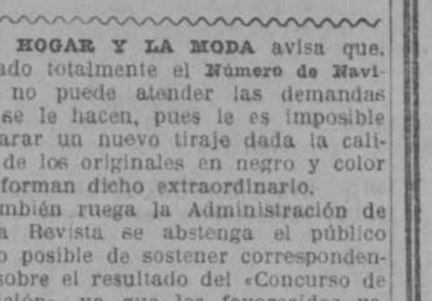 HOGAR Y LA MODA avisa que,
ado totalmente el Número de Navi-
no puede atender las demandas
se le hacen, pues le es imposible
arar un nuevo tiraje dada la cali-
de los originales en negro y color
forman dicho extraordinario.
mbién ruega la Administración de
a Revista se abstenga el público
o posible de sostener corresponden-
sobre el resultado del «Concurso de